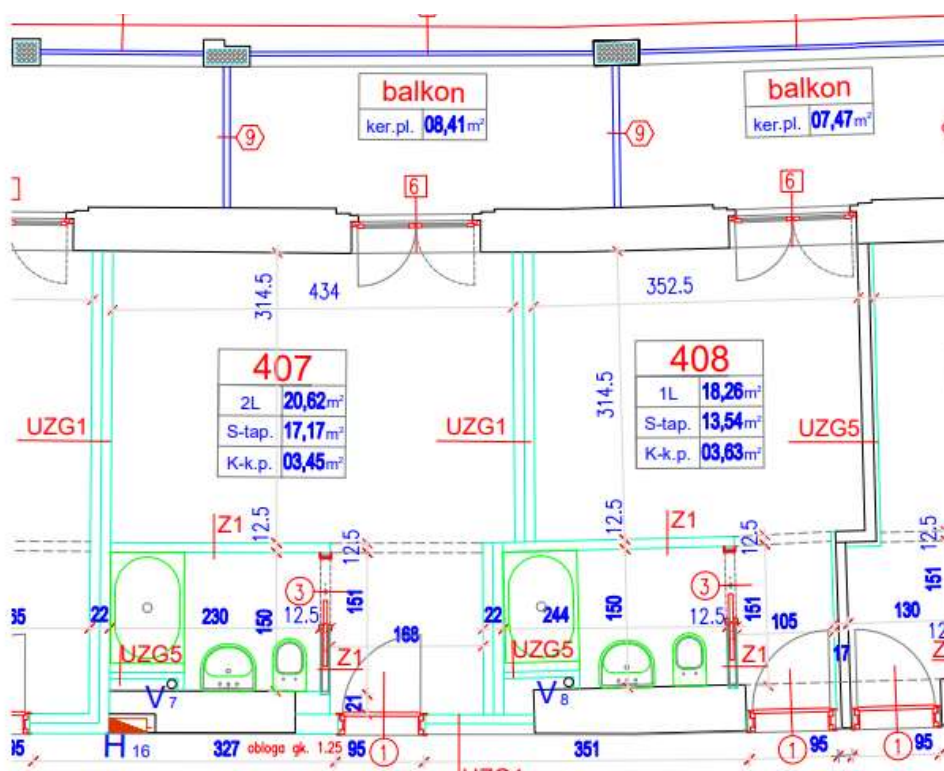 balkon
ker.pl. 08,41m²
balkon
ker.pl. 07,47m²
9
9
6
6
314.5
434
352.5
314.5
407
2L 20,62m²
S-tap. 17,17m²
K-k.p. 03,45m²
408
1L 18,26m²
S-tap. 13,54m²
K-k.p. 03,63m²
UZG1
UZG1
UZG5
12.5
Z1
12.5
12.5
Z1
12.5
12.5
3
151
3
151
151
65
22
230
150
12.5
168
22
244
150
12.5
105
130
17
UZG5
Z1
UZG5
Z1
V7
21
V8
H16
95
327
obloga gk. 1.25
95
1
351
1
95
1
95